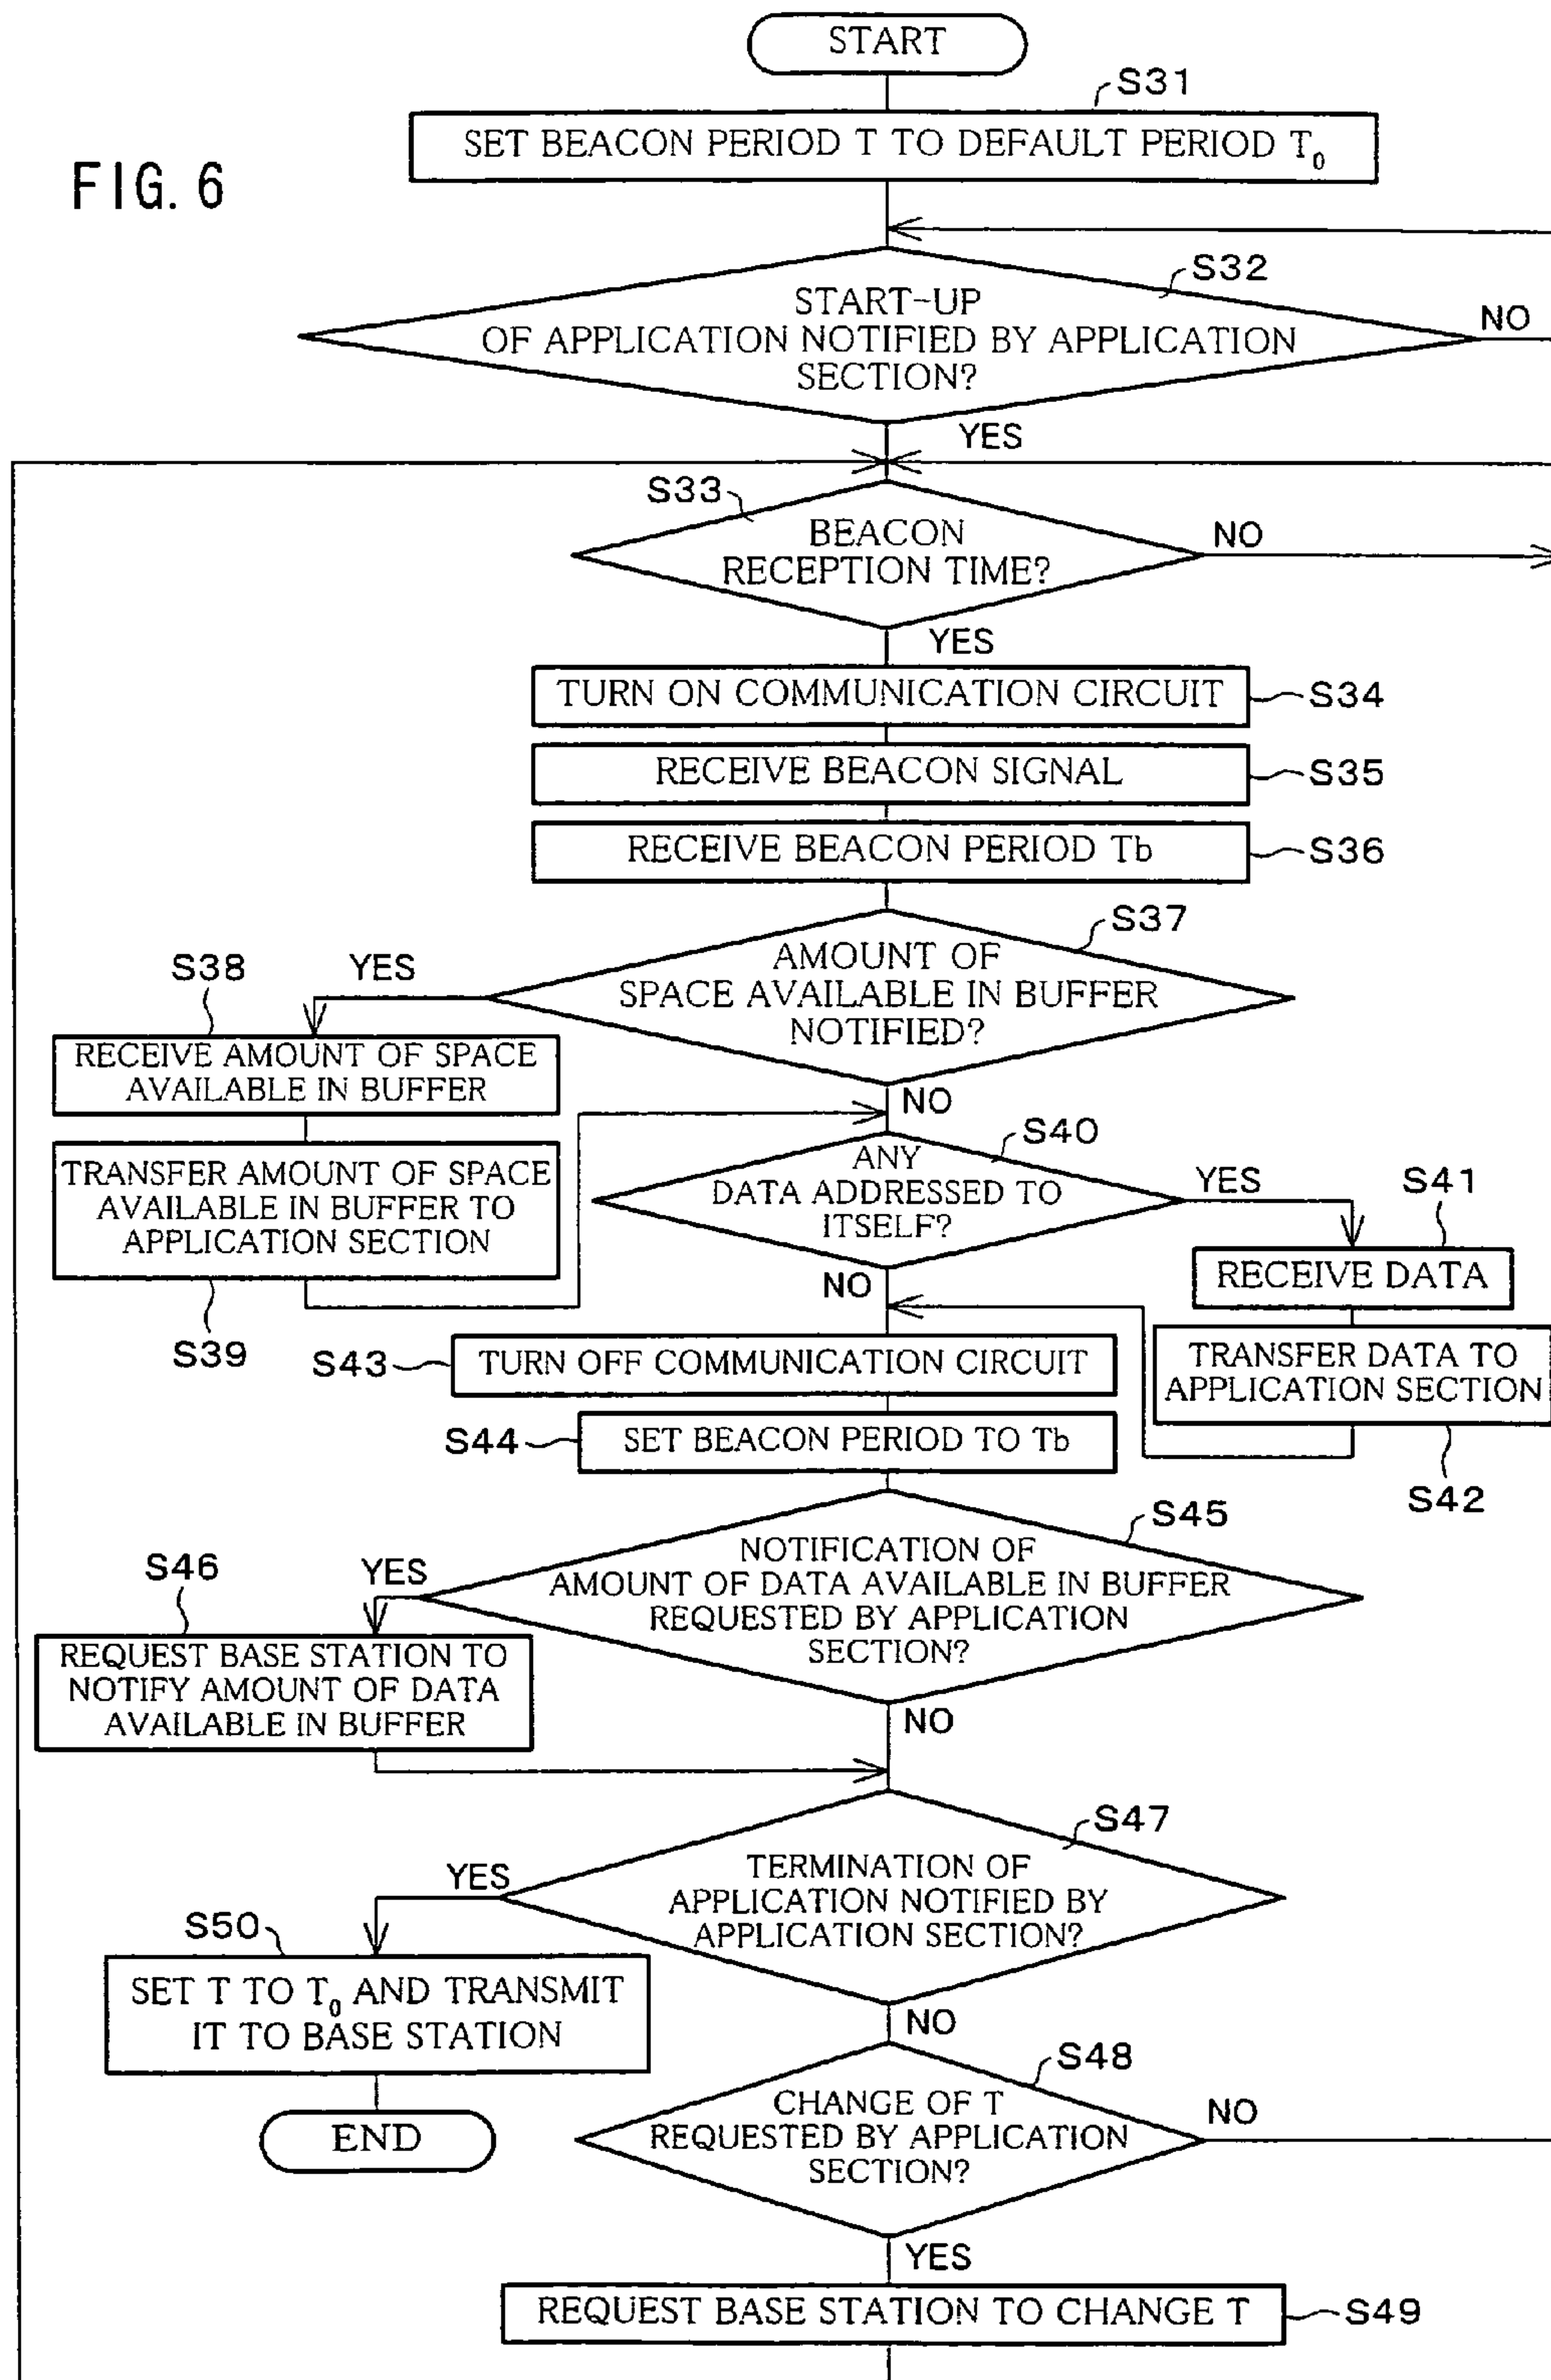 START
S31
SET BEACON PERIOD T TO DEFAULT PERIOD T₀
FIG. 6
S32
START-UP
OF APPLICATION NOTIFIED BY APPLICATION
SECTION?
NO
YES
S33
BEACON
RECEPTION TIME?
NO
YES
TURN ON COMMUNICATION CIRCUIT
S34
RECEIVE BEACON SIGNAL
S35
RECEIVE BEACON PERIOD Tb
S36
S37
AMOUNT OF
SPACE AVAILABLE IN BUFFER
NOTIFIED?
YES
S38
RECEIVE AMOUNT OF SPACE
AVAILABLE IN BUFFER
NO
TRANSFER AMOUNT OF SPACE
AVAILABLE IN BUFFER TO
APPLICATION SECTION
S39
S40
ANY
DATA ADDRESSED TO
ITSELF?
YES
S41
RECEIVE DATA
NO
TRANSFER DATA TO
APPLICATION SECTION
S42
S43
TURN OFF COMMUNICATION CIRCUIT
S44
SET BEACON PERIOD TO Tb
S45
NOTIFICATION OF
AMOUNT OF DATA AVAILABLE IN BUFFER
REQUESTED BY APPLICATION
SECTION?
YES
S46
REQUEST BASE STATION TO
NOTIFY AMOUNT OF DATA
AVAILABLE IN BUFFER
NO
S47
TERMINATION OF
APPLICATION NOTIFIED BY
APPLICATION SECTION?
YES
S50
SET T TO T₀ AND TRANSMIT
IT TO BASE STATION
END
NO
S48
CHANGE OF T
REQUESTED BY APPLICATION
SECTION?
NO
YES
REQUEST BASE STATION TO CHANGE T
S49